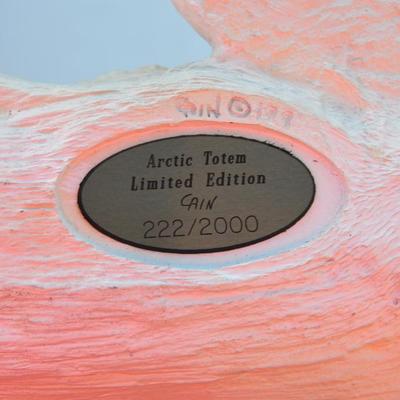 Arctic Totem
Limited Edition
CAIN
222/2000